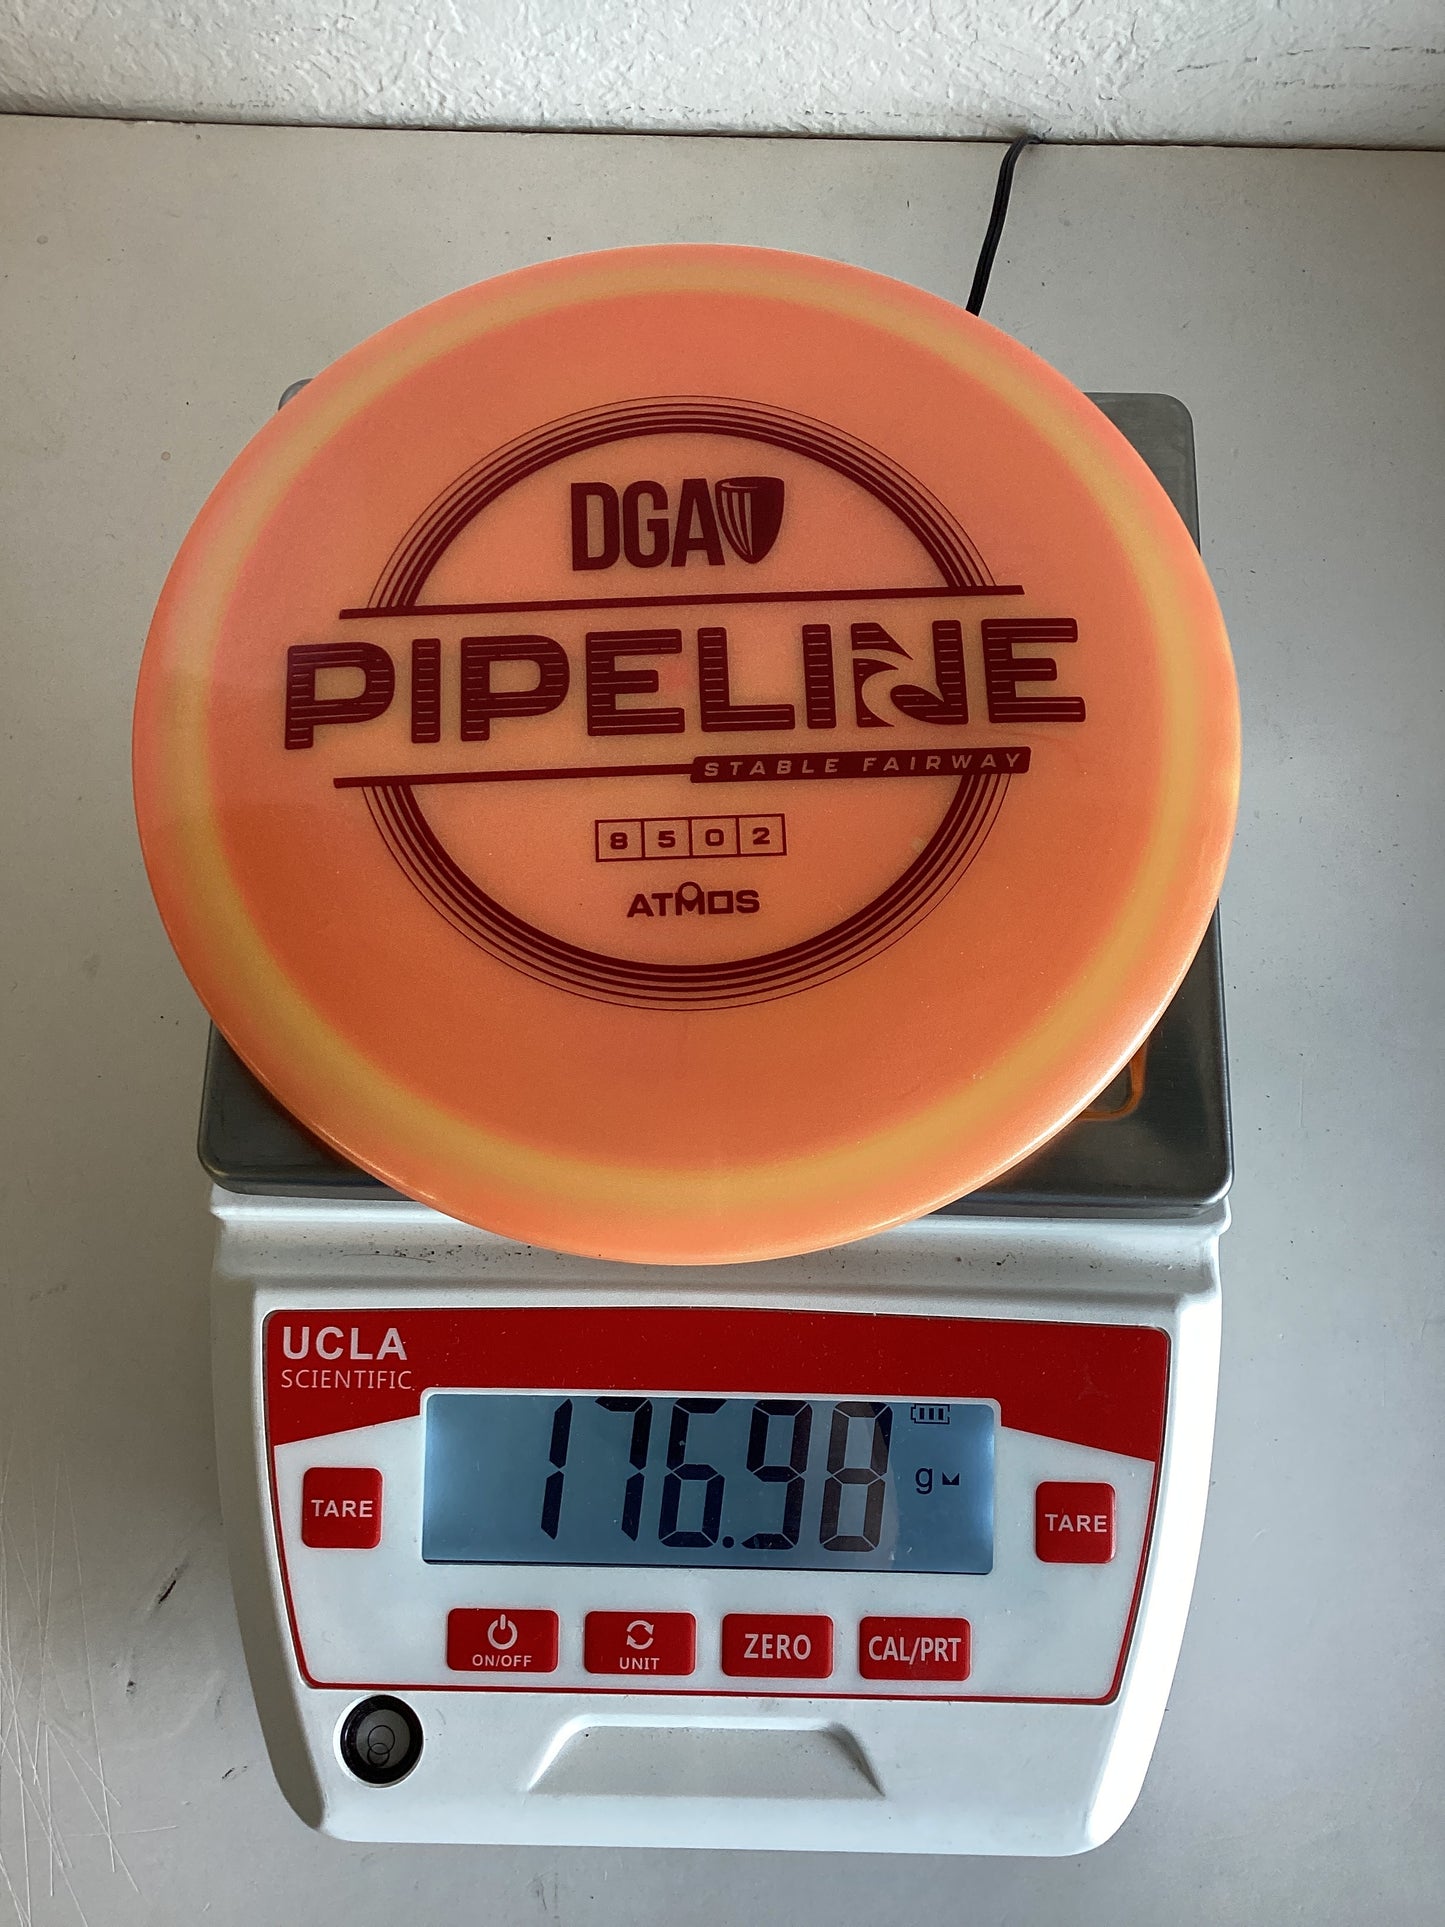 DGA
PIPELINE
STABLE FAIRWAY
8 5 0 2
ATMOS
UCLA
SCIENTIFIC
176.98 g
TARE
TARE
ON/OFF
UNIT
ZERO
CAL/PRT